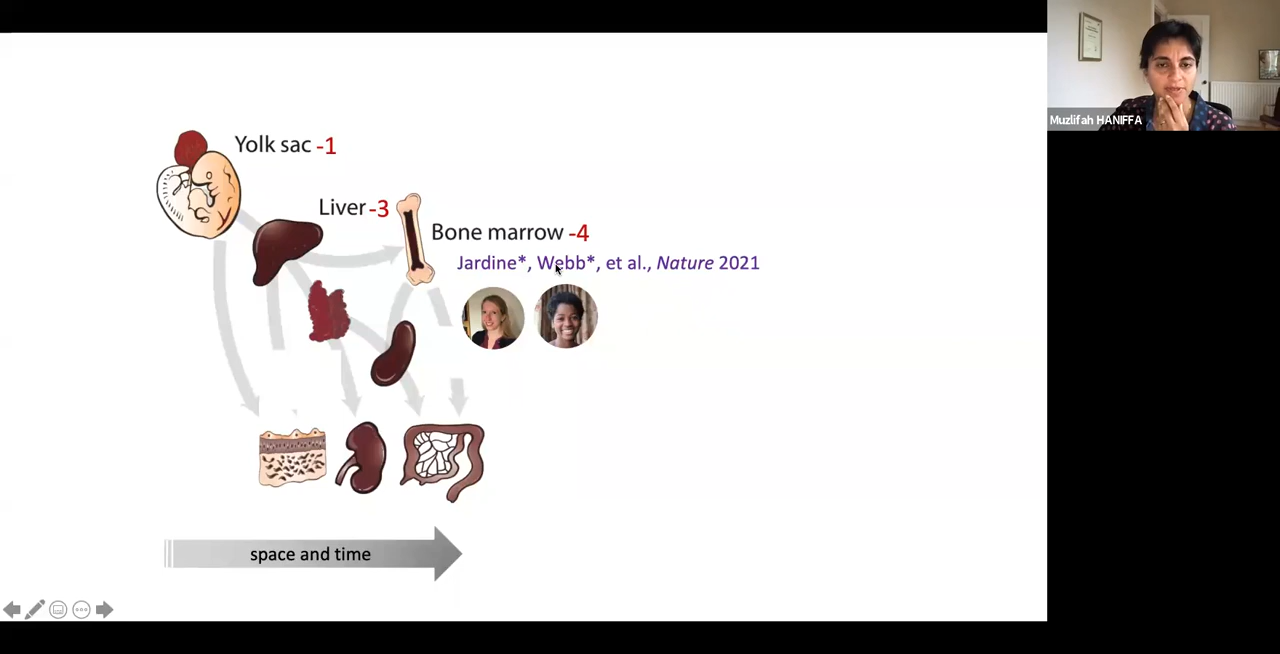 Yolk sac -1
Liver -3
Bone marrow -4
Jardine*, Webb*, et al., Nature 2021
space and time
Muzlifah HANIFFA